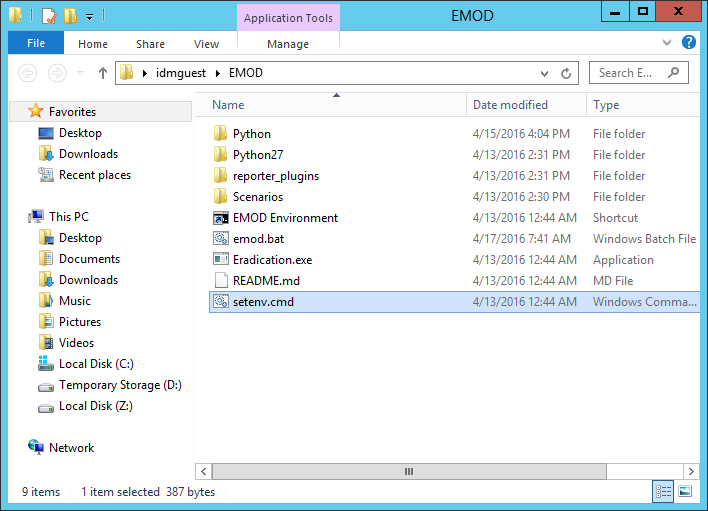 Application Tools EMOD
File Home Share View Manage
idmguest EMOD Search E...
Favorites
Desktop
Downloads
Recent places
This PC
Desktop
Documents
Downloads
Music
Pictures
Videos
Local Disk (C:)
Temporary Storage (D:)
Local Disk (Z:)
Network
Name Date modified Type
Python 4/15/2016 4:04 PM File folder
Python27 4/13/2016 2:31 PM File folder
reporter_plugins 4/13/2016 2:31 PM File folder
Scenarios 4/13/2016 2:30 PM File folder
EMOD Environment 4/13/2016 12:44 AM Shortcut
emod.bat 4/17/2016 7:41 AM Windows Batch File
Eradication.exe 4/13/2016 12:44 AM Application
README.md 4/13/2016 12:44 AM MD File
setenv.cmd 4/13/2016 12:44 AM Windows Comma...
9 items 1 item selected 387 bytes